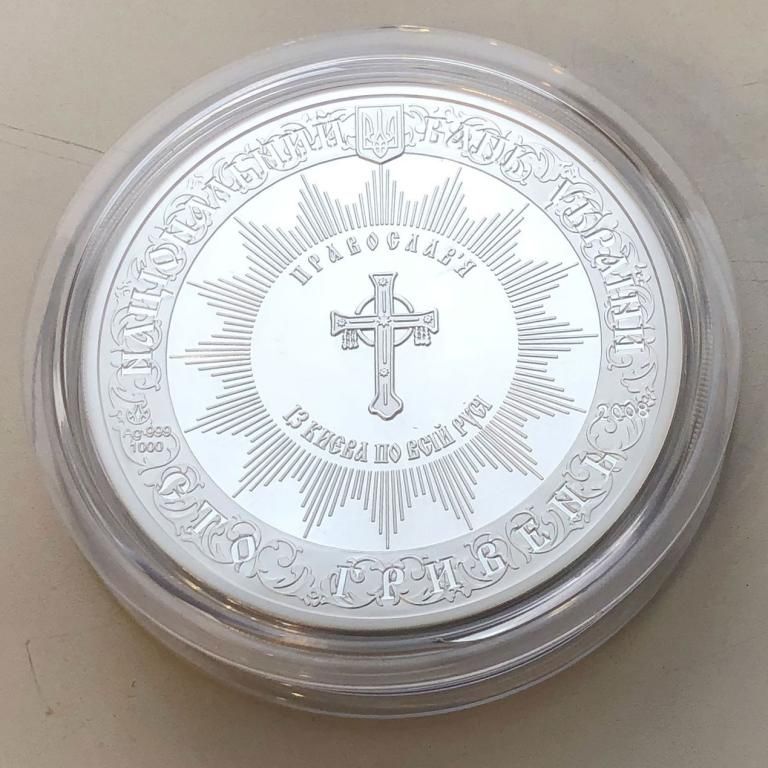 НАЦІОНАЛЬНИЙ БАНК УКРАЇНИ
ПРАВОСЛАВ'Я
ІЗ КИЄВА ПО ВСІЙ РУСІ
Ag 999
1000
2008
СТО ГРИВЕНЬ